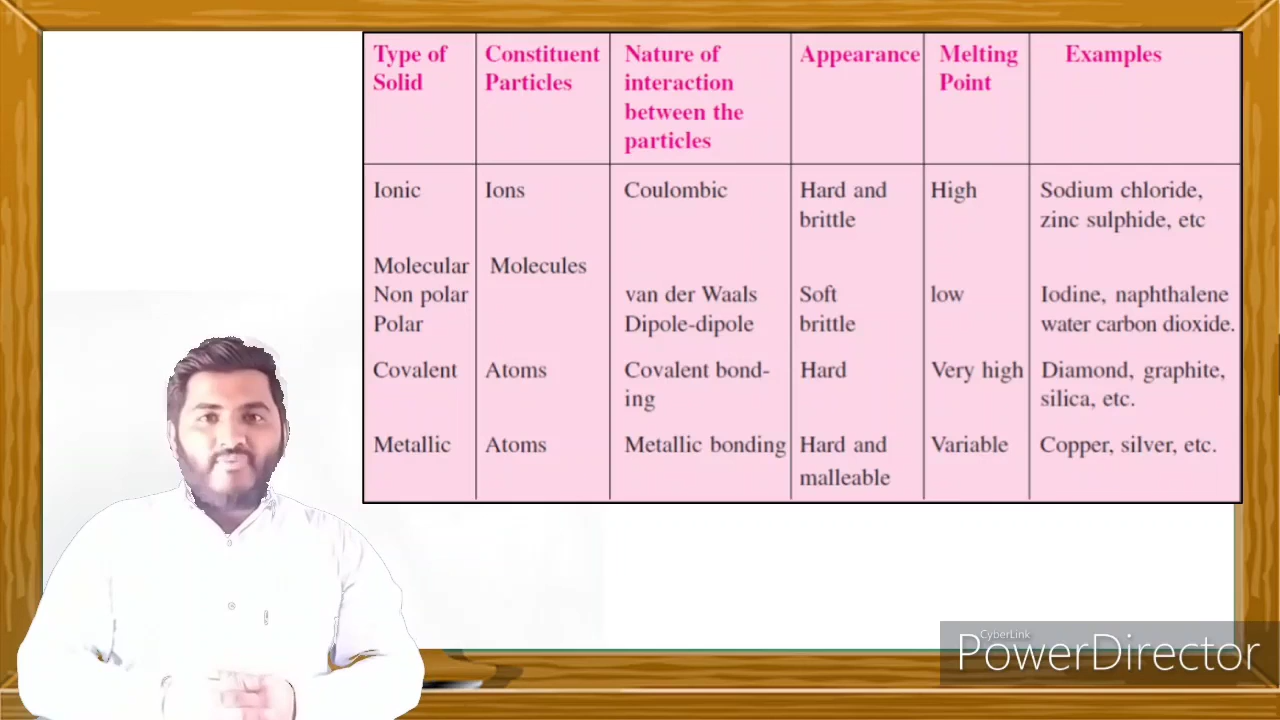 Type of Solid
Constituent Particles
Nature of interaction between the particles
Appearance
Melting Point
Examples
Ionic
Ions
Coulombic
Hard and brittle
High
Sodium chloride,
zinc sulphide, etc
Molecular
Non polar
Polar
Molecules
van der Waals
Dipole-dipole
Soft
brittle
low
Iodine, naphthalene
water carbon dioxide.
Covalent
Atoms
Covalent bond-
ing
Hard
Very high
Diamond, graphite,
silica, etc.
Metallic
Atoms
Metallic bonding
Hard and
malleable
Variable
Copper, silver, etc.
CyberLink
PowerDirector